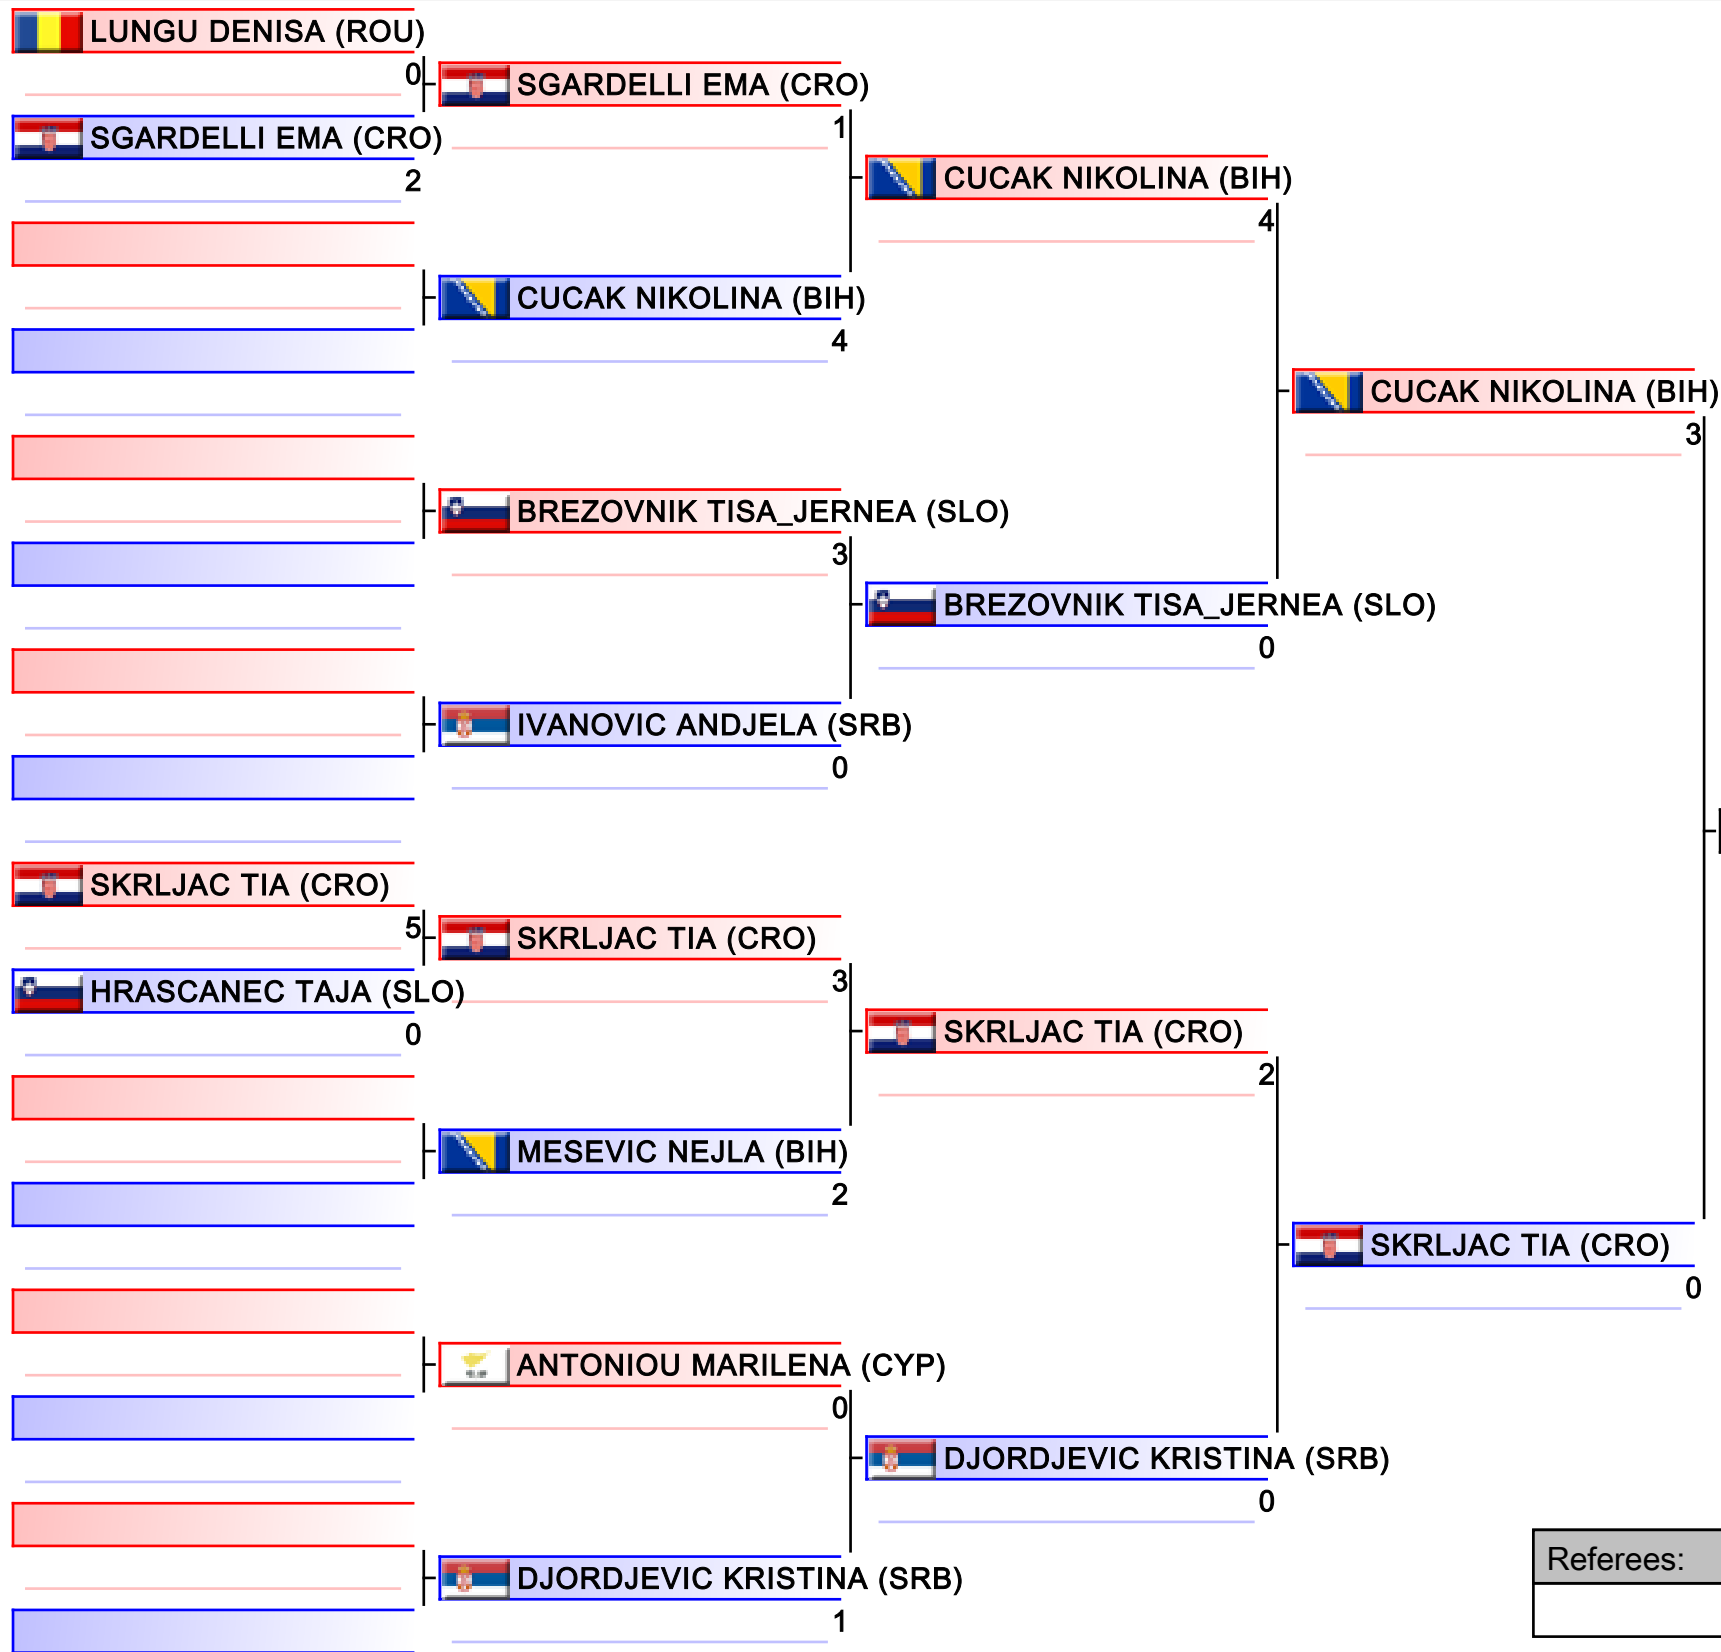 LUNGU DENISA (ROU)
0
SGARDELLI EMA (CRO)
2
SKRLJAC TIA (CRO)
5
HRASCANEC TAJA (SLO)
0
SGARDELLI EMA (CRO)
1
CUCAK NIKOLINA (BIH)
4
BREZOVNIK TISA_JERNEA (SLO)
3
IVANOVIC ANDJELA (SRB)
0
SKRLJAC TIA (CRO)
3
MESEVIC NEJLA (BIH)
2
ANTONIOU MARILENA (CYP)
0
DJORDJEVIC KRISTINA (SRB)
1
CUCAK NIKOLINA (BIH)
4
BREZOVNIK TISA_JERNEA (SLO)
0
SKRLJAC TIA (CRO)
2
DJORDJEVIC KRISTINA (SRB)
0
CUCAK NIKOLINA (BIH)
3
SKRLJAC TIA (CRO)
0
Referees: